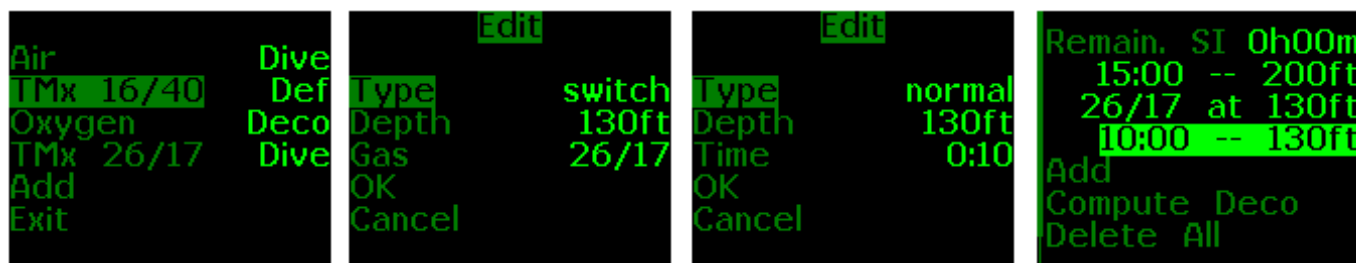 Air Dive
TMx 16/40 Def
Oxygen Deco
TMx 26/17 Dive
Add
Exit
Edit
Type switch
Depth 130ft
Gas 26/17
OK
Cancel
Edit
Type normal
Depth 130ft
Time 0:10
OK
Cancel
Remain. SI 0h00m
15:00 -- 200ft
26/17 at 130ft
10:00 -- 130ft
Add
Compute Deco
Delete All